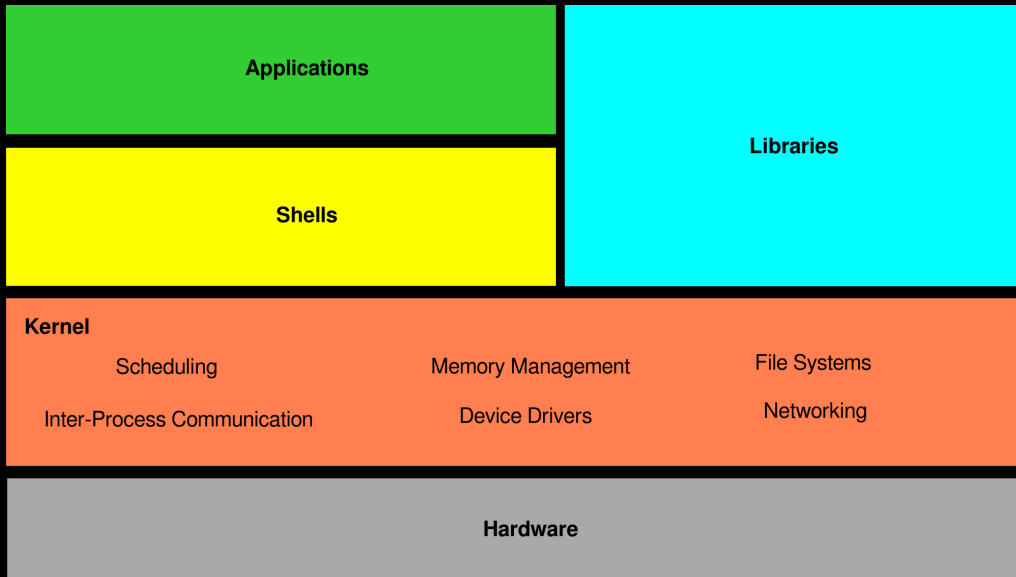 Applications
Libraries
Shells
Kernel
Scheduling
Memory Management
File Systems
Inter-Process Communication
Device Drivers
Networking
Hardware